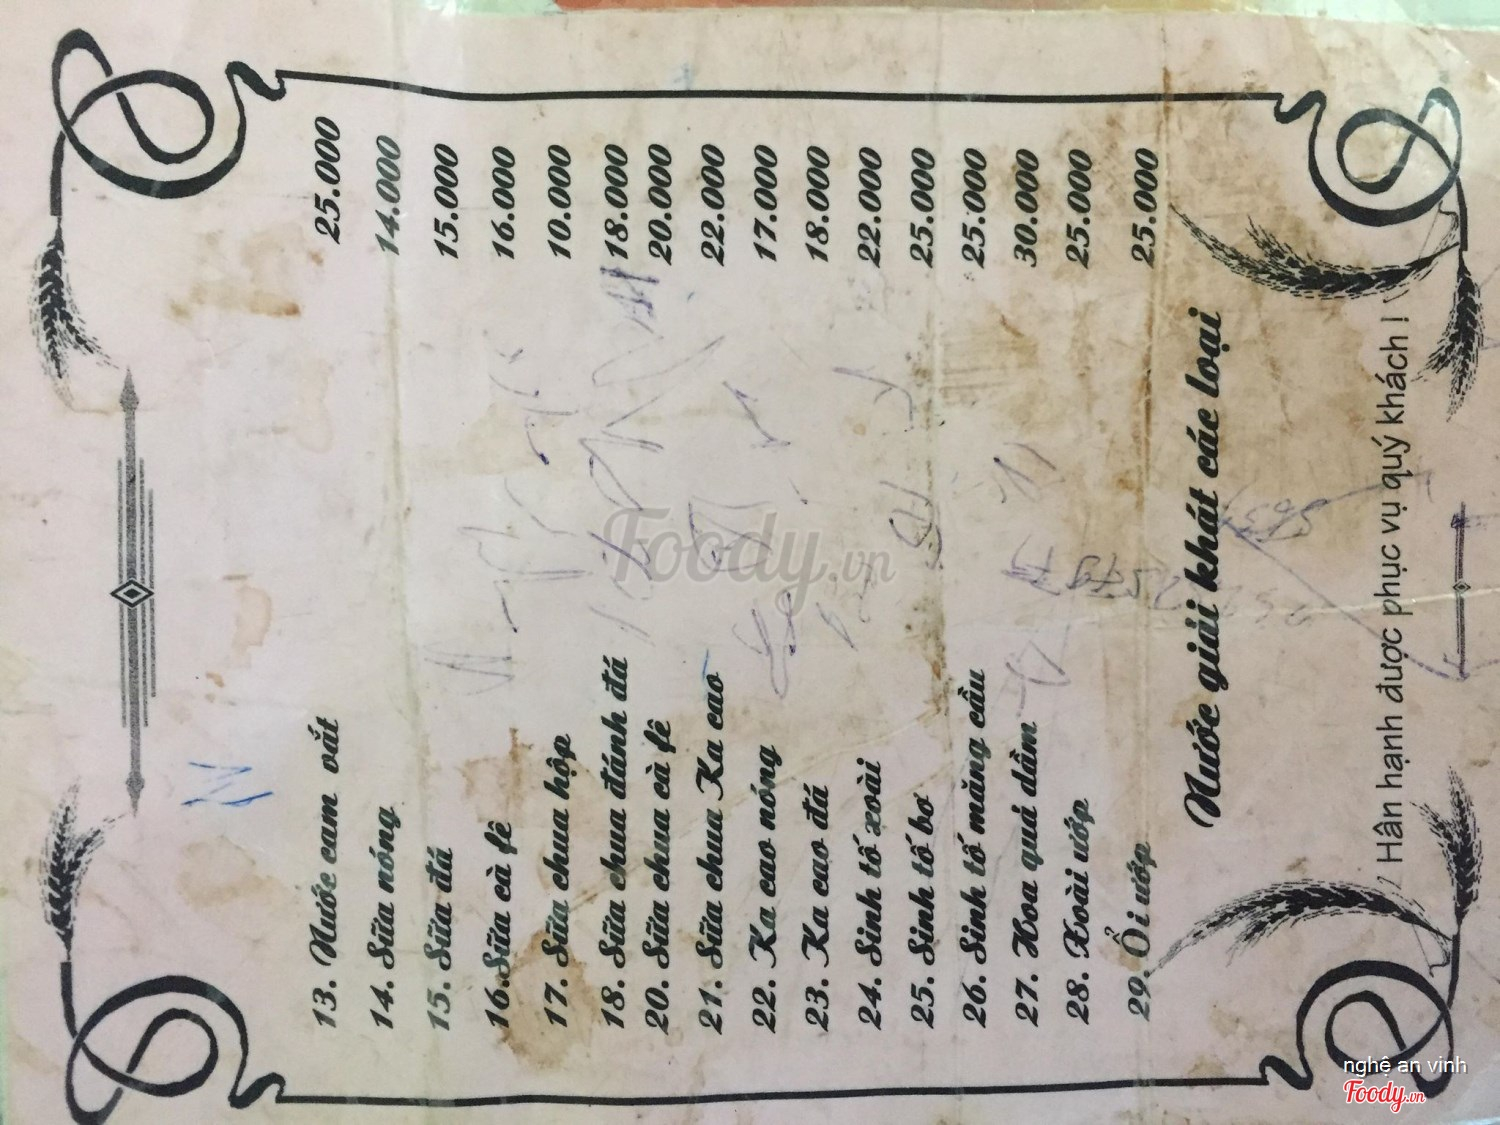 13. Nước cam vắt 25.000
14. Sữa nóng 14.000
15. Sữa đá 15.000
16.Sữa cà fê 16.000
17. Sữa chua hộp 10.000
18. Sữa chua đánh đá 18.000
20. Sữa chua cà fê 20.000
21. Sữa chua Ka cao 22.000
22. Ka cao nóng 17.000
23. Ka cao đá 18.000
24. Sinh tố xoài 22.000
25. Sinh tố bơ 25.000
26. Sinh tố măng cầu 25.000
27. Hoa quả dầm 30.000
28. Xoài ướp 25.000
29. Ổi ướp 25.000
Nước giải khát các loại
Hân hạnh được phục vụ quý khách !
Foody.vn
nghệ an vinh
Foody.vn